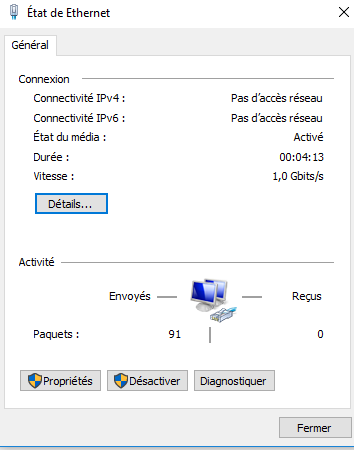 État de Ethernet
Général
Connexion
Connectivité IPv4 : Pas d'accès réseau
Connectivité IPv6 : Pas d'accès réseau
État du média : Activé
Durée : 00:04:13
Vitesse : 1,0 Gbits/s
Détails...
Activité
Envoyés — Reçus
Paquets : 91 | 0
Propriétés Désactiver Diagnostiquer
Fermer